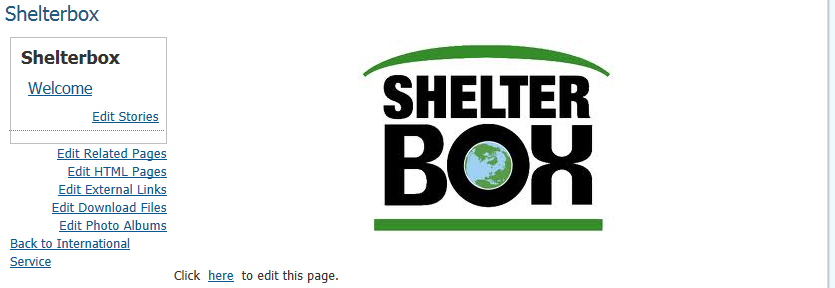 Shelterbox
Shelterbox
Welcome
Edit Stories
Edit Related Pages
Edit HTML Pages
Edit External Links
Edit Download Files
Edit Photo Albums
Back to International
Service
SHELTER
BOX
Click here to edit this page.